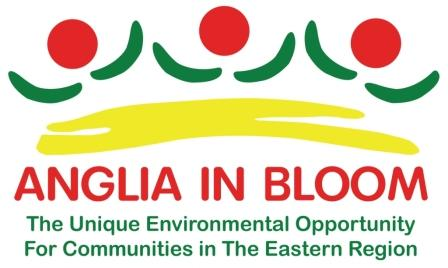 ANGLIA IN BLOOM
The Unique Environmental Opportunity
For Communities in The Eastern Region